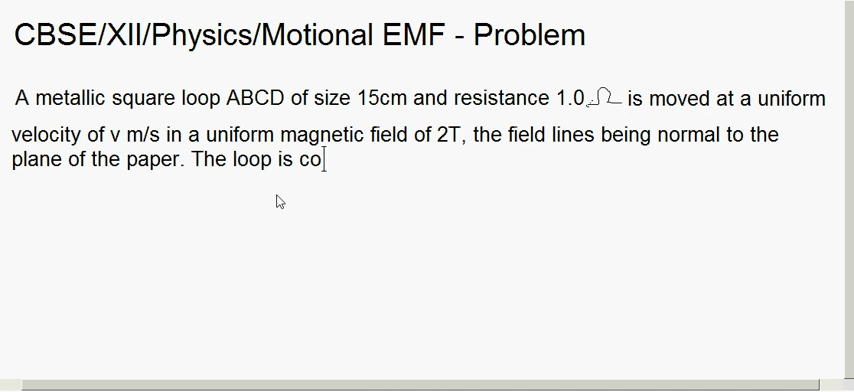 CBSE/XII/Physics/Motional EMF - Problem
A metallic square loop ABCD of size 15cm and resistance 1.0 Ω is moved at a uniform
velocity of v m/s in a uniform magnetic field of 2T, the field lines being normal to the
plane of the paper. The loop is co